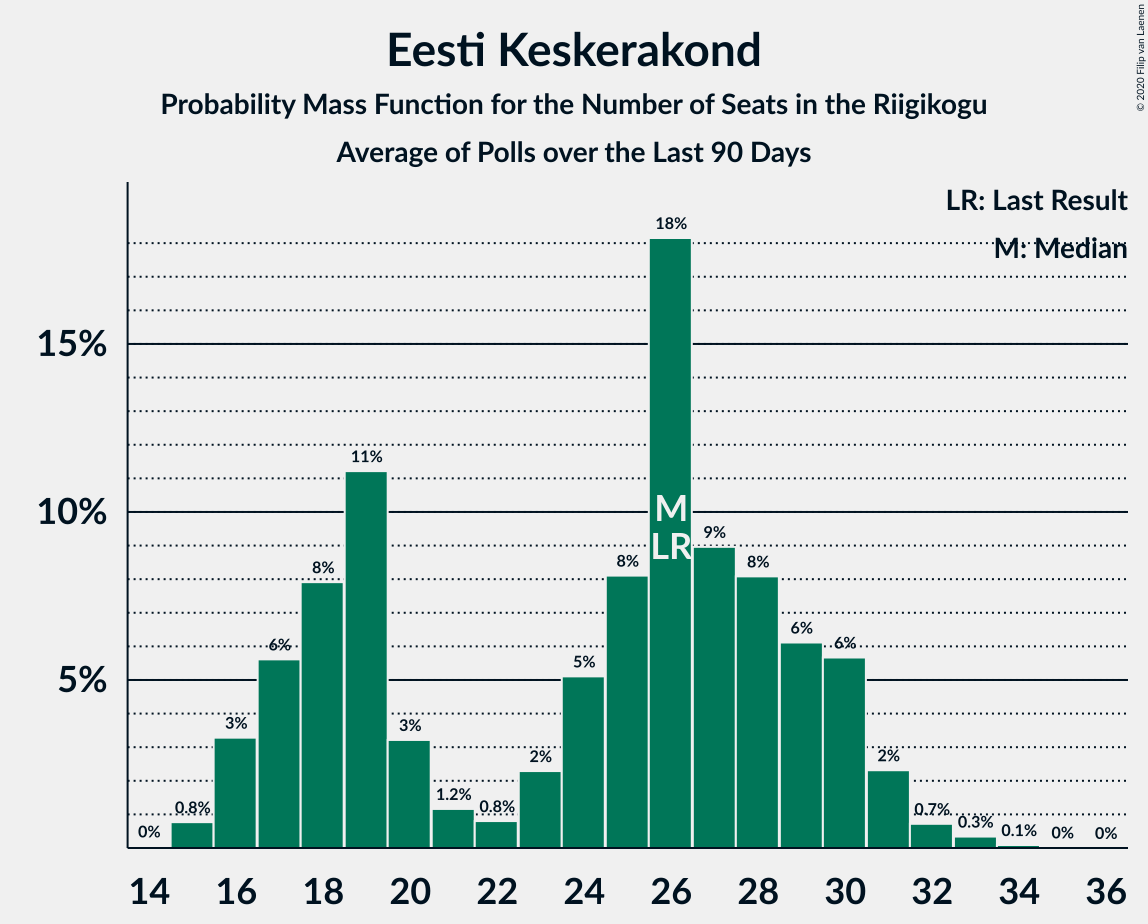 Eesti Keskerakond
Probability Mass Function for the Number of Seats in the Riigikogu
Average of Polls over the Last 90 Days
© 2020 Filip van Laenen
LR: Last Result
M: Median
15%
10%
5%
0%
0.8%
3%
6%
8%
11%
3%
1.2%
0.8%
2%
5%
8%
18%
9%
8%
6%
6%
2%
0.7%
0.3%
0.1%
0%
0%
M
LR
14 16 18 20 22 24 26 28 30 32 34 36